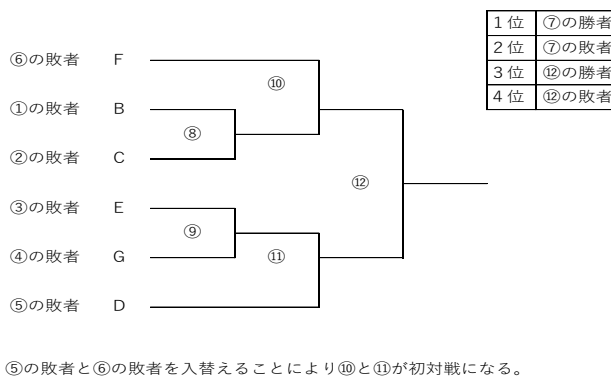 1位 ⑦の勝者
2位 ⑦の敗者
3位 ⑫の勝者
4位 ⑫の敗者
⑥の敗者 F
⑩
①の敗者 B
⑧
②の敗者 C
⑫
③の敗者 E
⑨
④の敗者 G
⑪
⑤の敗者 D
⑤の敗者と⑥の敗者を入替えることにより⑩と⑪が初対戦になる。